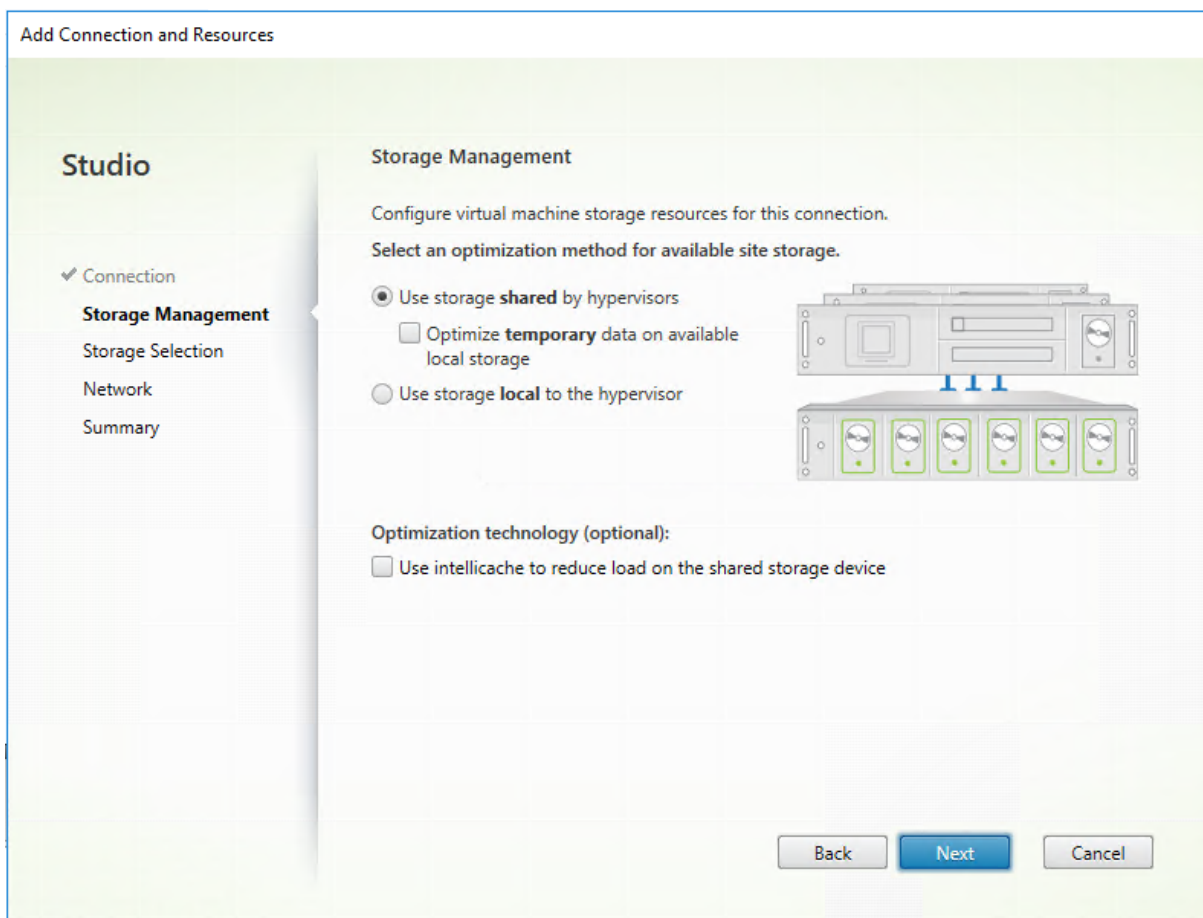 Add Connection and Resources
Studio
Connection
Storage Management
Storage Selection
Network
Summary
Storage Management
Configure virtual machine storage resources for this connection.
Select an optimization method for available site storage.
Use storage shared by hypervisors
Optimize temporary data on available
local storage
Use storage local to the hypervisor
Optimization technology (optional):
Use intellicache to reduce load on the shared storage device
Back
Next
Cancel